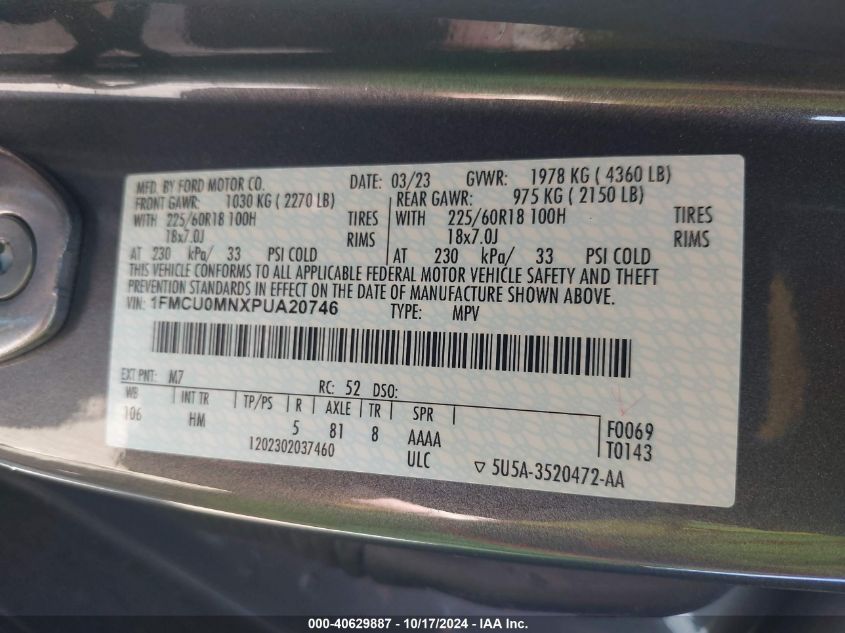 MFD. BY FORD MOTOR CO. DATE: 03/23 GVWR: 1978 KG ( 4360 LB)
FRONT GAWR: 1030 KG ( 2270 LB) REAR GAWR: 975 KG ( 2150 LB)
WITH 225/60R18 100H TIRES WITH 225/60R18 100H TIRES
18x7.0J RIMS 18x7.0J RIMS
AT 230 kPa/ 33 PSI COLD AT 230 kPa/ 33 PSI COLD
THIS VEHICLE CONFORMS TO ALL APPLICABLE FEDERAL MOTOR VEHICLE SAFETY AND THEFT
PREVENTION STANDARDS IN EFFECT ON THE DATE OF MANUFACTURE SHOWN ABOVE.
VIN: 1FMCU0MNXPUA20746 TYPE: MPV
EXT PNT: M7 RC: 52 DSO:
WB INT TR TP/PS R AXLE TR SPR
106 HM 5 81 8 AAAA F0069
1202302037460 ULC T0143
5U5A-3520472-AA
000-40629887 - 10/17/2024 - IAAI Inc.